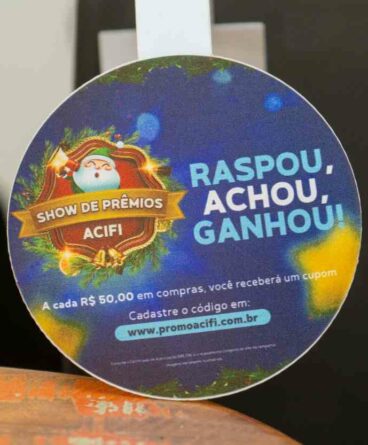 SHOW DE PRÊMIOS
ACIFI
RASPOU,
ACHOU,
GANHOU!
A cada R$ 50,00 em compras, você receberá um cupom
Cadastre o código em:
www.promoacifi.com.br